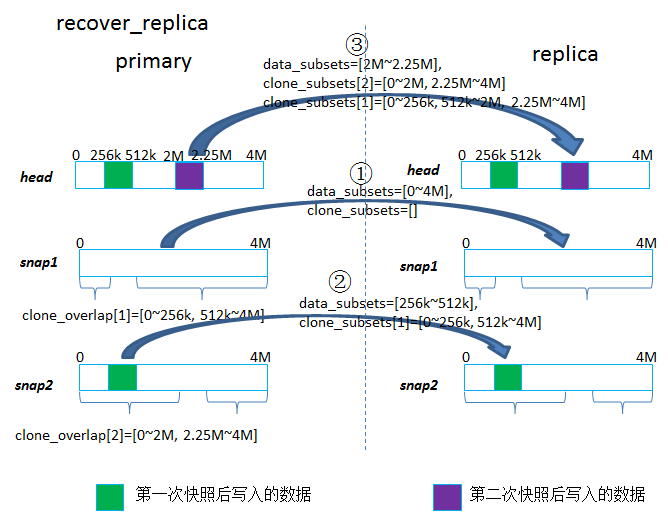 recover_replica
primary
replica
③
data_subsets=[2M~2.25M],
clone_subsets[2]=[0~2M, 2.25M~4M]
clone_subsets[1]=[0~256k, 512k~2M, 2.25M~4M]
0 256k 512k 2M 2.25M 4M
head
0 256k 512k 4M
head
①
data_subsets=[0~4M],
clone_subsets=[]
0 4M
snap1
0 4M
snap1
clone_overlap[1]=[0~256k, 512k~4M]
②
data_subsets=[256k~512k],
clone_subsets[1]=[0~256k, 512k~4M]
0 4M
snap2
0 4M
snap2
clone_overlap[2]=[0~2M, 2.25M~4M]
第一次快照后写入的数据
第二次快照后写入的数据